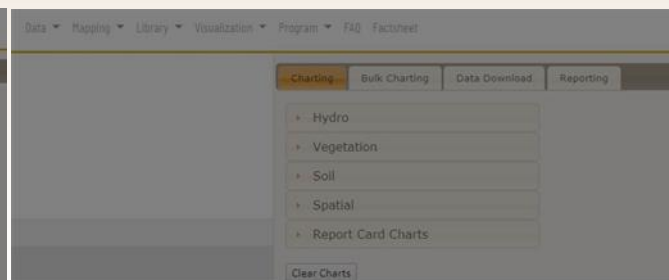 Data Mapping Library Visualization Program FAQ Factsheet
Charting Bulk Charting Data Download Reporting
Hydro
Vegetation
Soil
Spatial
Report Card Charts
Clear Charts